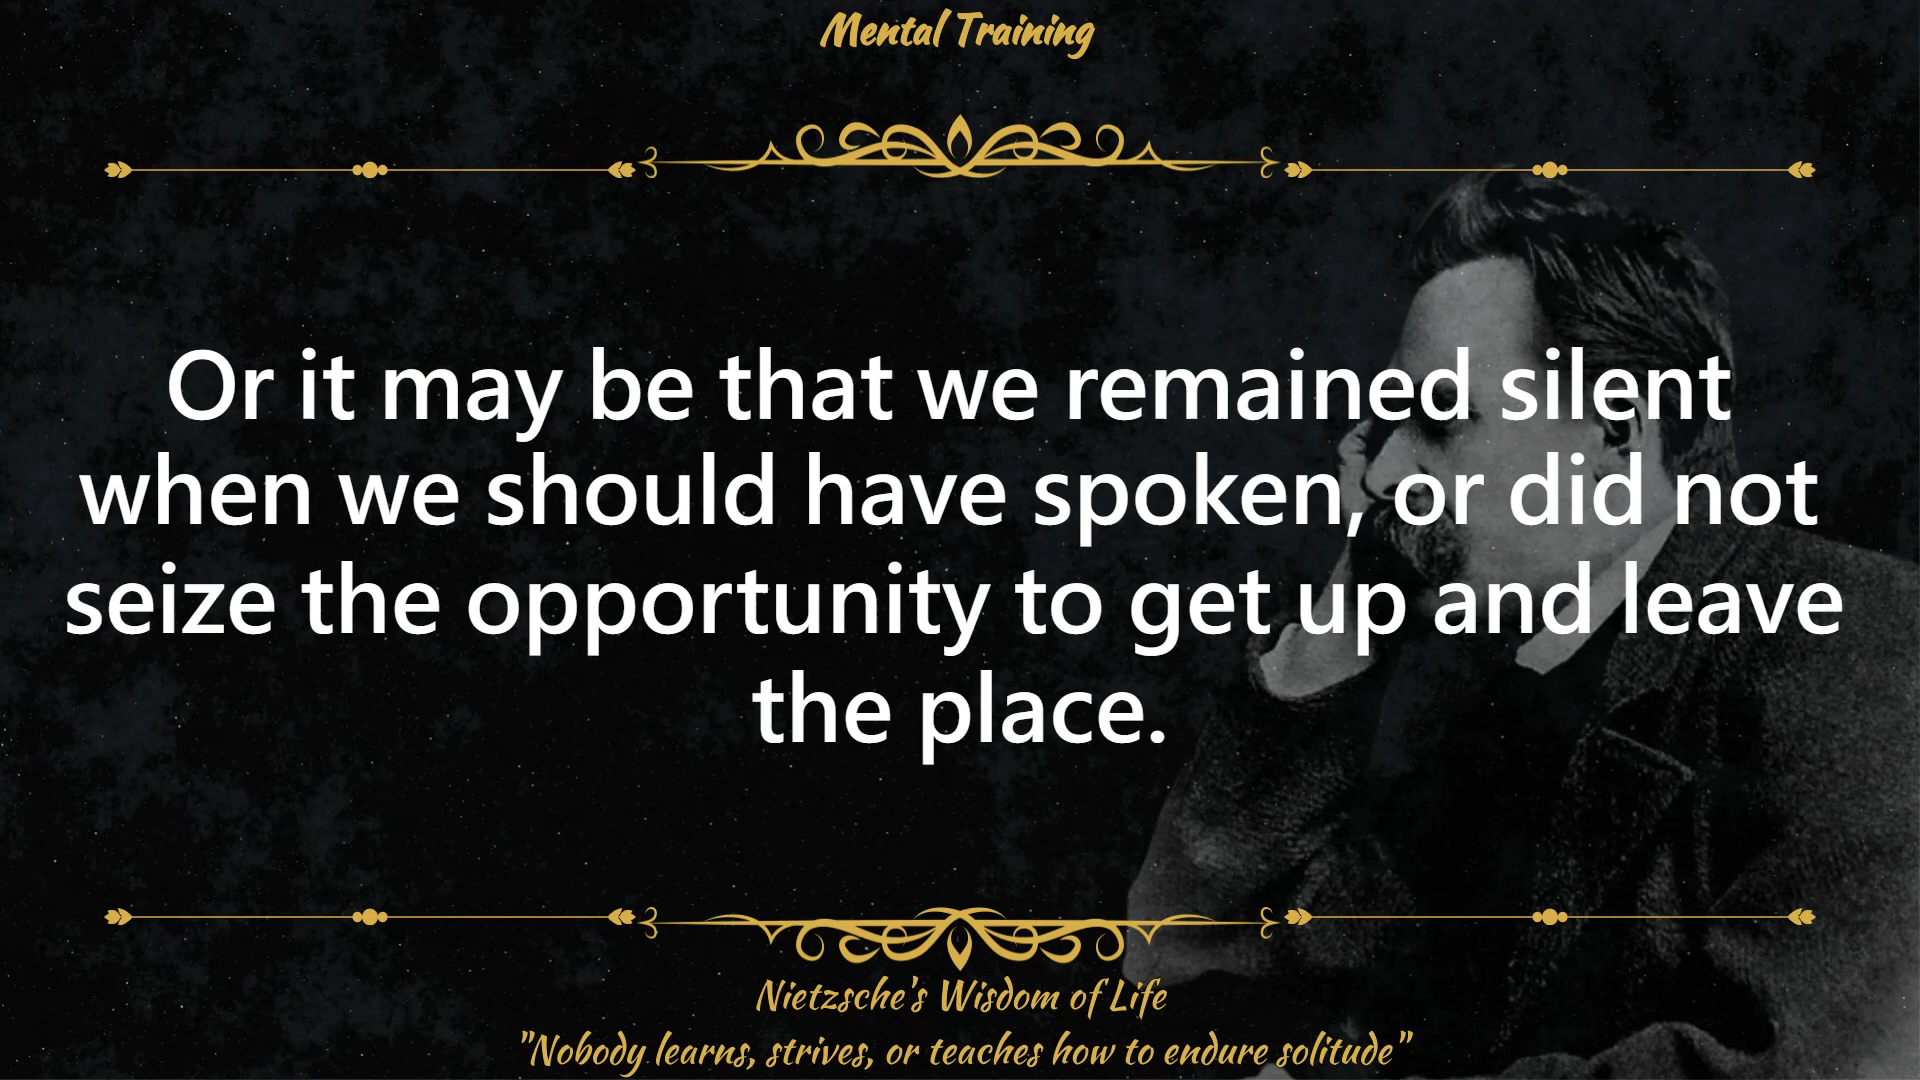 Mental Training
Or it may be that we remained silent
when we should have spoken, or did not
seize the opportunity to get up and leave
the place.
Nietzsche's Wisdom of Life
"Nobody learns, strives, or teaches how to endure solitude"